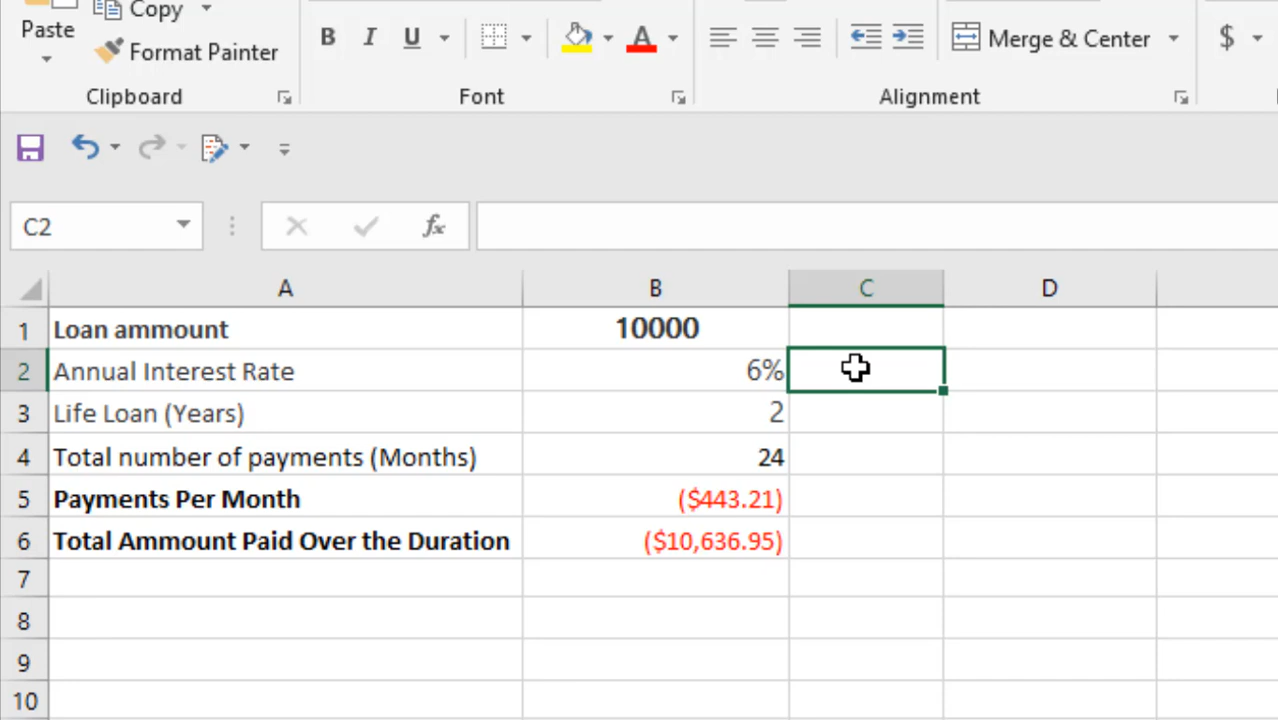 Copy
Paste
Format Painter
B I U
A
Merge & Center
$
Clipboard
Font
Alignment
C2
fx
A B C D
1 Loan ammount 10000
2 Annual Interest Rate 6%
3 Life Loan (Years) 2
4 Total number of payments (Months) 24
5 Payments Per Month ($443.21)
6 Total Ammount Paid Over the Duration ($10,636.95)
7
8
9
10